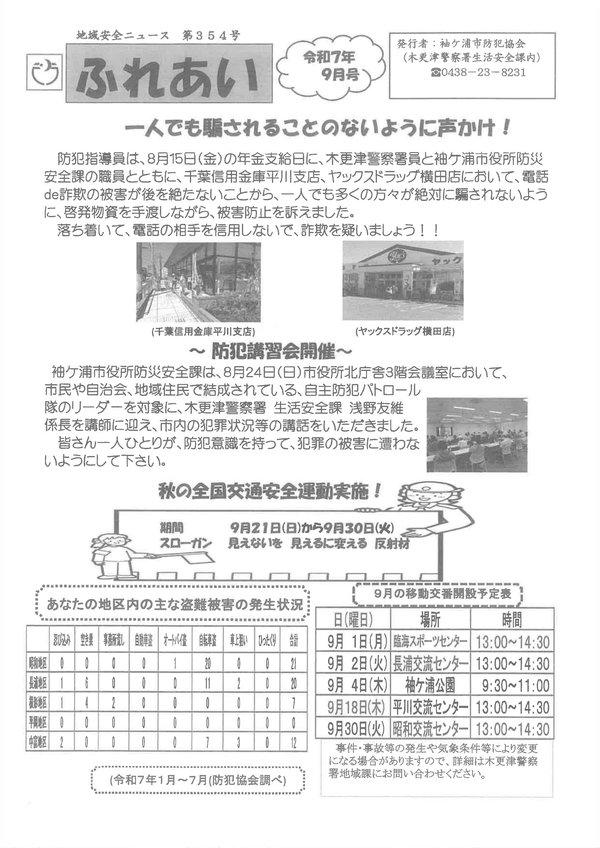 地域安全ニュース　第３５４号
ふれあい
令和7年
9月号
発行者：袖ケ浦市防犯協会
(木更津警察署生活安全課内)
☎0438－23－8231
一人でも騙されることのないように声かけ！
防犯指導員は、8月15日(金)の年金支給日に、木更津警察署員と袖ケ浦市役所防災
安全課の職員とともに、千葉信用金庫平川支店、ヤックスドラッグ横田店において、電話
de詐欺の被害が後を絶たないことから、一人でも多くの方々が絶対に騙されないよう
に、啓発物資を手渡しながら、被害防止を訴えました。
落ち着いて、電話の相手を信用しないで、詐欺を疑いましょう！！
(千葉信用金庫平川支店)
(ヤックスドラッグ横田店)
～ 防犯講習会開催～
袖ケ浦市役所防災安全課は、8月24日(日)市役所北庁舎3階会議室において、
市民や自治会、地域住民で結成されている、自主防犯パトロール
隊のリーダーを対象に、木更津警察署 生活安全課 浅野友維
係長を講師に迎え、市内の犯罪状況等の講話をいただきました。
皆さん一人ひとりが、防犯意識を持って、犯罪の被害に遭わな
いようにして下さい。
秋の全国交通安全運動実施！
期間　9月21日(日)から9月30日(火)
スローガン　見えないを 見えるに変える 反射材
あなたの地区内の主な盗難被害の発生状況
忍び込み 空き巣 事務所荒し 自動車盗 オートバイ盗 自転車盗 車上狙い ひったくり 合計
昭和地区 0 0 0 0 1 20 0 0 21
長浦地区 1 6 0 0 0 11 2 0 20
根形地区 1 4 2 0 0 0 0 0 7
平岡地区 0 0 0 0 0 0 0 0 0
中富地区 2 0 0 0 0 7 3 0 12
(令和7年1月～7月(防犯協会調べ)
9月の移動交番開設予定表
日(曜日) 場所 時間
9月 1日(月) 臨海スポーツセンター 13:00～14:30
9月 2日(火) 長浦交流センター 13:00～14:30
9月 4日(木) 袖ケ浦公園 9:30～11:00
9月18日(木) 平川交流センター 13:00～14:30
9月30日(火) 昭和交流センター 13:00～14:30
事件・事故等の発生や気象条件等により変更
になる場合がありますので、詳細は木更津警察
署地域課にお問い合わせください。